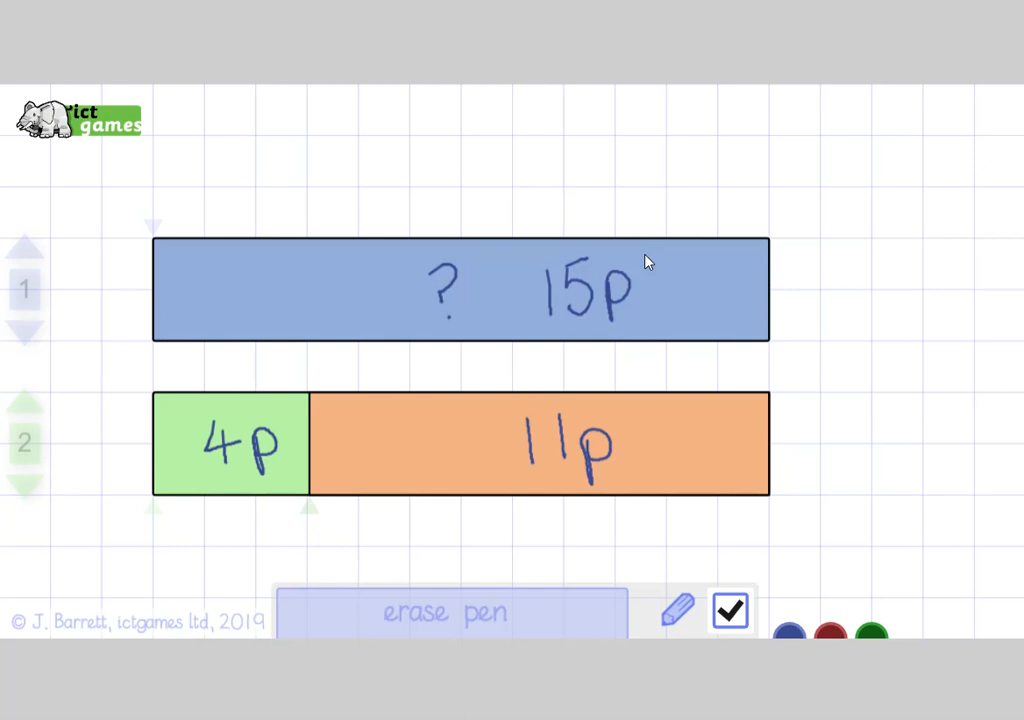 ict
games
1
? 15p
2
4p 11p
erase pen
© J. Barrett, ictgames ltd, 2019